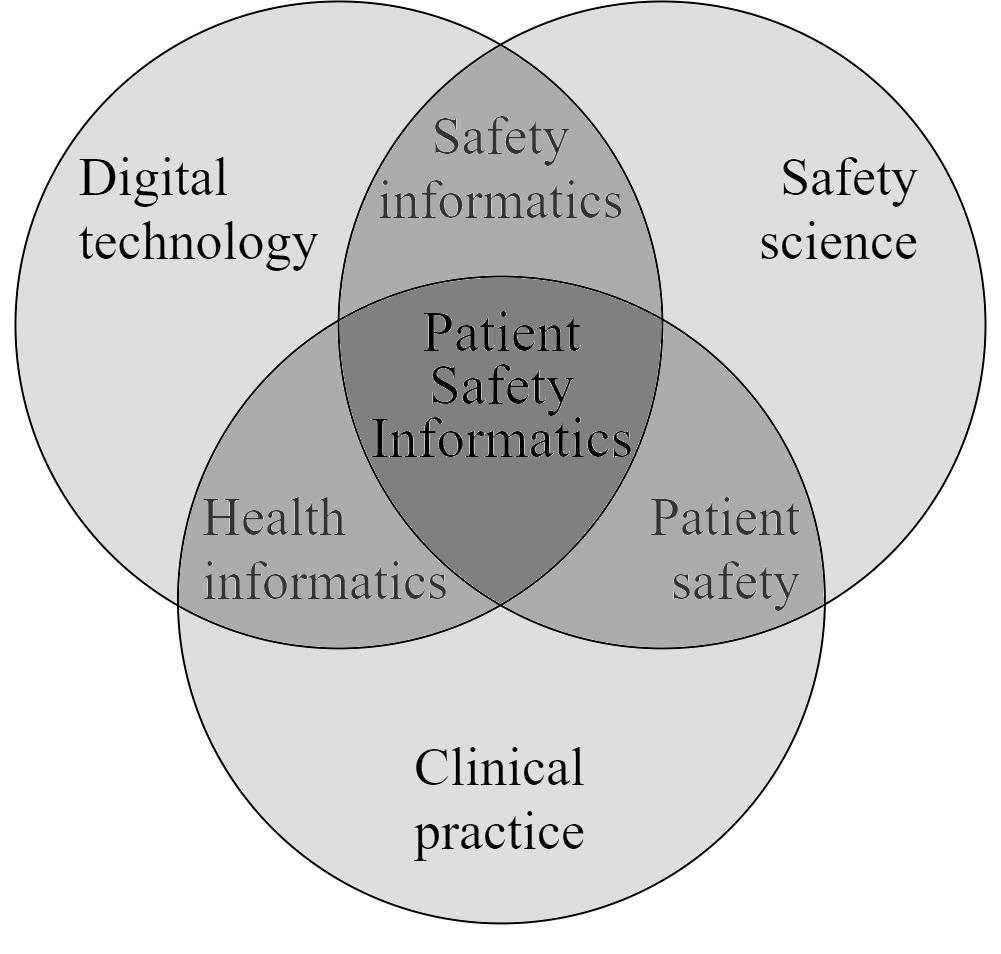 Safety
informatics
Digital
technology
Safety
science
Patient
Safety
Informatics
Health
informatics
Patient
safety
Clinical
practice